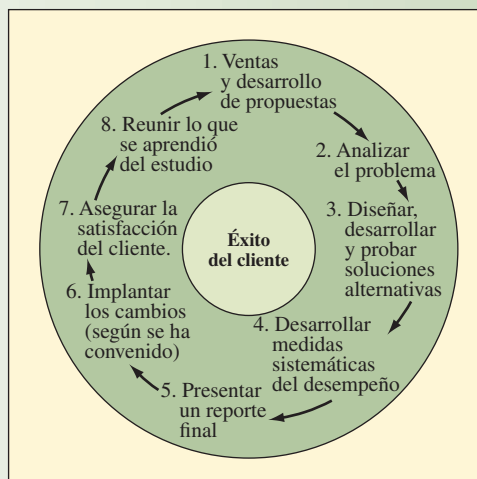 1. Ventas
y desarrollo
de propuestas
2. Analizar
el problema
3. Diseñar,
desarrollar
y probar
soluciones
alternativas
4. Desarrollar
medidas
sistemáticas
del desempeño
5. Presentar
un reporte
final
6. Implantar
los cambios
(según se ha
convenido)
7. Asegurar la
satisfacción
del cliente.
8. Reunir lo que
se aprendió
del estudio
Éxito
del cliente